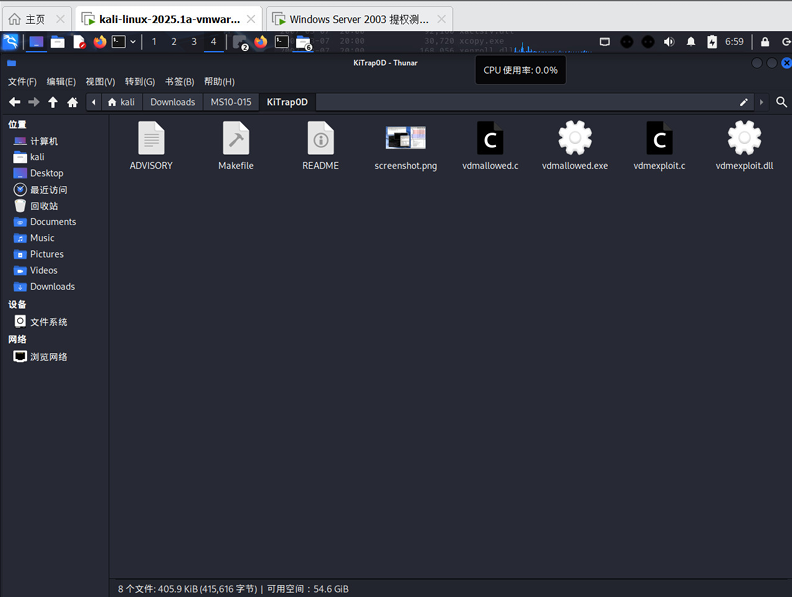 主页
kali-linux-2025.1a-vmwar...
Windows Server 2003 提权测...
1 2 3 4
2
6
6:59
KiTrap0D - Thunar
CPU 使用率: 0.0%
文件(F) 编辑(E) 视图(V) 转到(G) 书签(B) 帮助(H)
kali Downloads MS10-015 KiTrap0D
位置
计算机
kali
Desktop
最近访问
回收站
Documents
Music
Pictures
Videos
Downloads
设备
文件系统
网络
浏览网络
ADVISORY
Makefile
README
screenshot.png
vdmallowed.c
vdmallowed.exe
vdmexploit.c
vdmexploit.dll
8 个文件: 405.9 KiB (415,616 字节) | 可用空间 : 54.6 GiB